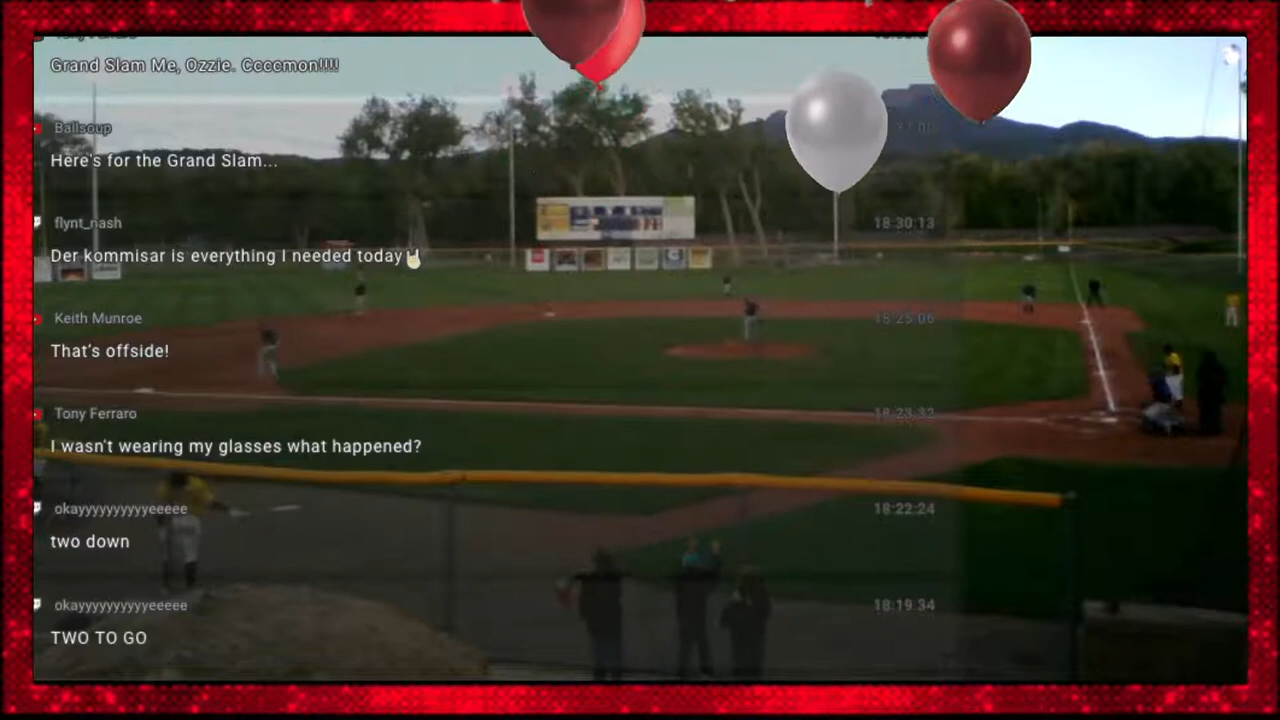 Grand Slam Me, Ozzie. Ccccmon!!!!
Ballsoup
Here's for the Grand Slam...
flynt_nash 18:30:13
Der kommisar is everything I needed today
Keith Munroe 18:25:06
That's offside!
Tony Ferraro 18:23:32
I wasn't wearing my glasses what happened?
okayyyyyyyyyyeeeee 18:22:24
two down
okayyyyyyyyyyeeeee 18:19:34
TWO TO GO